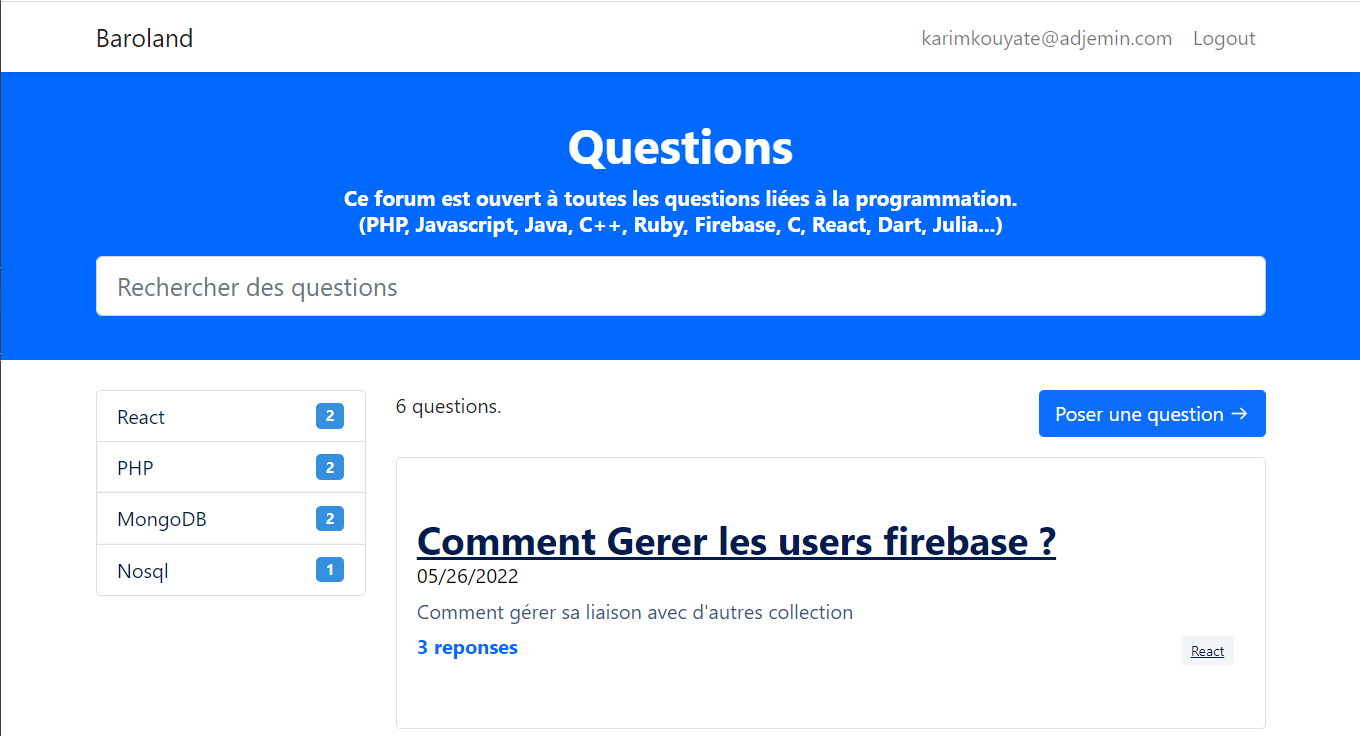 Baroland
karimkouyate@adjemin.com Logout
Questions
Ce forum est ouvert à toutes les questions liées à la programmation.
(PHP, Javascript, Java, C++, Ruby, Firebase, C, React, Dart, Julia...)
Rechercher des questions
React 2
PHP 2
MongoDB 2
Nosql 1
6 questions.
Poser une question →
Comment Gerer les users firebase ?
05/26/2022
Comment gérer sa liaison avec d'autres collection
3 reponses
React